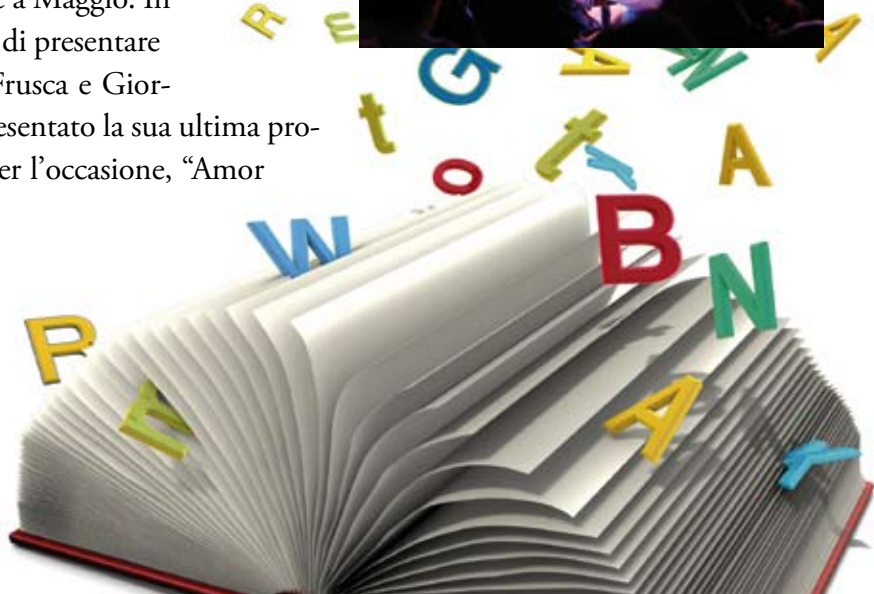 e a Maggio. In
di presentare
Frusca e Gior-
esentato la sua ultima pro-
er l'occasione, “Amor
R
m
G
A
N
A
t
t
y
A
o
B
W
N
P
n
A
y